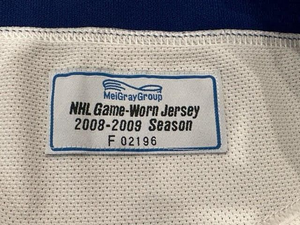 MeiGrayGroup
NHL Game-Worn Jersey
2008-2009 Season
F 02196